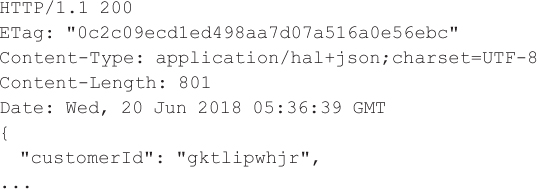 HTTP/1.1 200
ETag: "0c2c09ecd1ed498aa7d07a516a0e56ebc"
Content-Type: application/hal+json;charset=UTF-8
Content-Length: 801
Date: Wed, 20 Jun 2018 05:36:39 GMT
{
  "customerId": "gktlipwhjr",
...